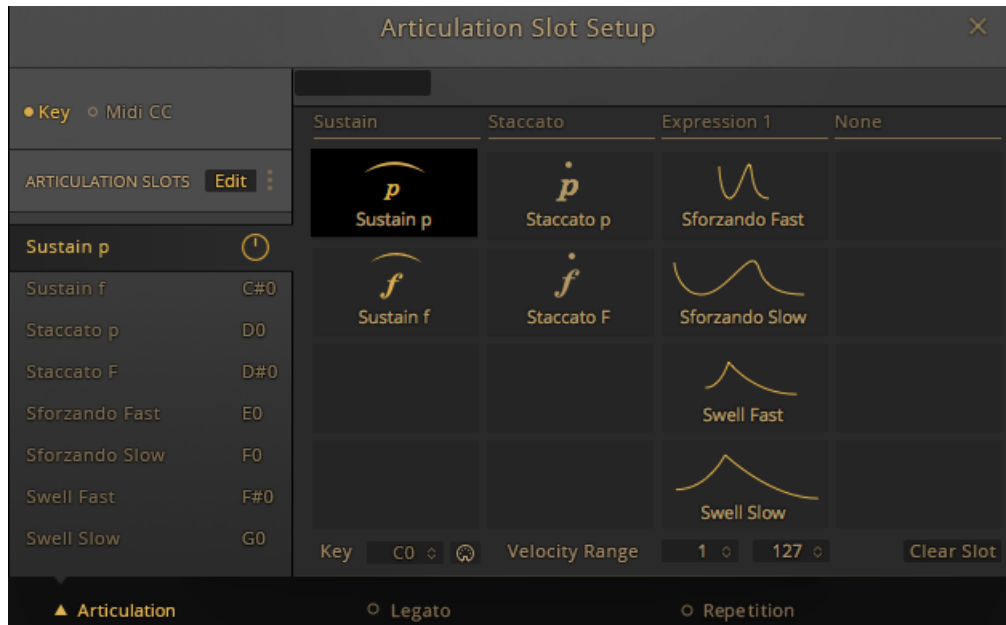 Articulation Slot Setup
Key Midi CC
ARTICULATION SLOTS Edit
Sustain p
Sustain f C#0
Staccato p D0
Staccato F D#0
Sforzando Fast E0
Sforzando Slow F0
Swell Fast F#0
Swell Slow G0
Sustain Staccato Expression 1 None
p p
Sustain p Staccato p Sforzando Fast
f f
Sustain f Staccato F Sforzando Slow
Swell Fast
Swell Slow
Key C0 Velocity Range 1 127 Clear Slot
Articulation Legato Repetition